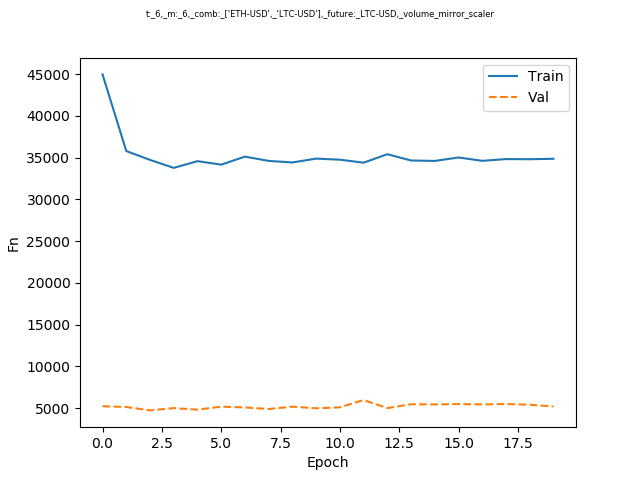 t:_6,_m:_6,_comb:_['ETH-USD',_'LTC-USD'],_future:_LTC-USD,_volume_mirror_scaler
Train
Val
45000
40000
35000
30000
25000
20000
15000
10000
5000
Fn
0.0 2.5 5.0 7.5 10.0 12.5 15.0 17.5
Epoch